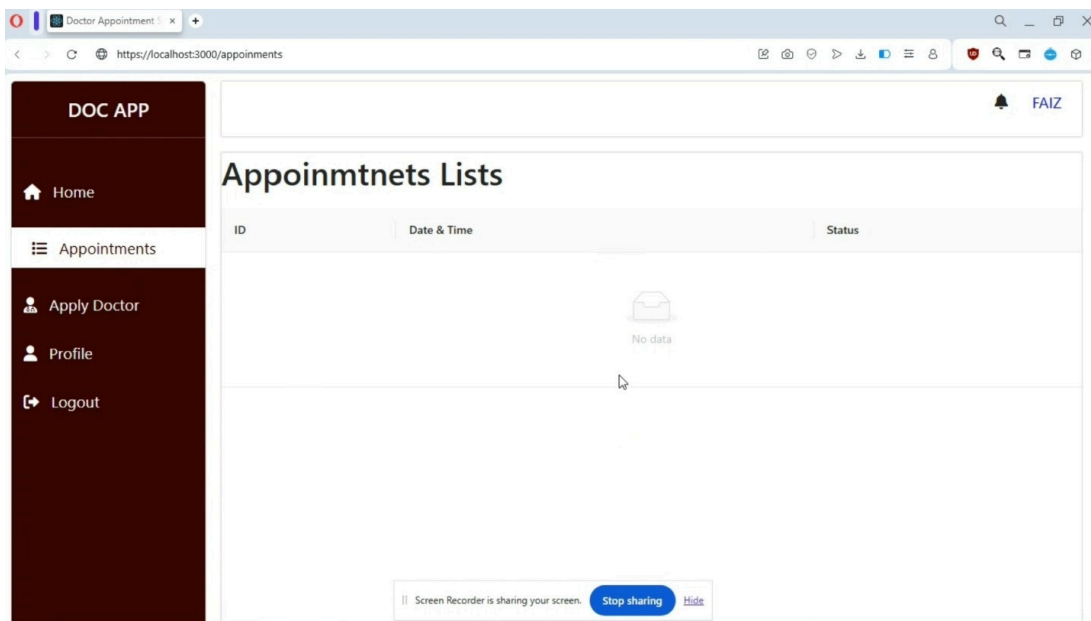 Doctor Appointment S
https://localhost:3000/appoinments
DOC APP
FAIZ
Appoinmtnets Lists
Home
ID Date & Time Status
Appointments
Apply Doctor
No data
Profile
Logout
Screen Recorder is sharing your screen. Stop sharing Hide